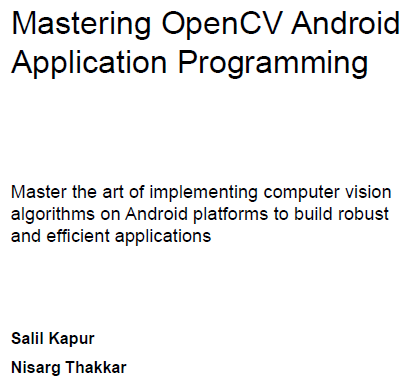 Mastering OpenCV Android
Application Programming
Master the art of implementing computer vision
algorithms on Android platforms to build robust
and efficient applications
Salil Kapur
Nisarg Thakkar